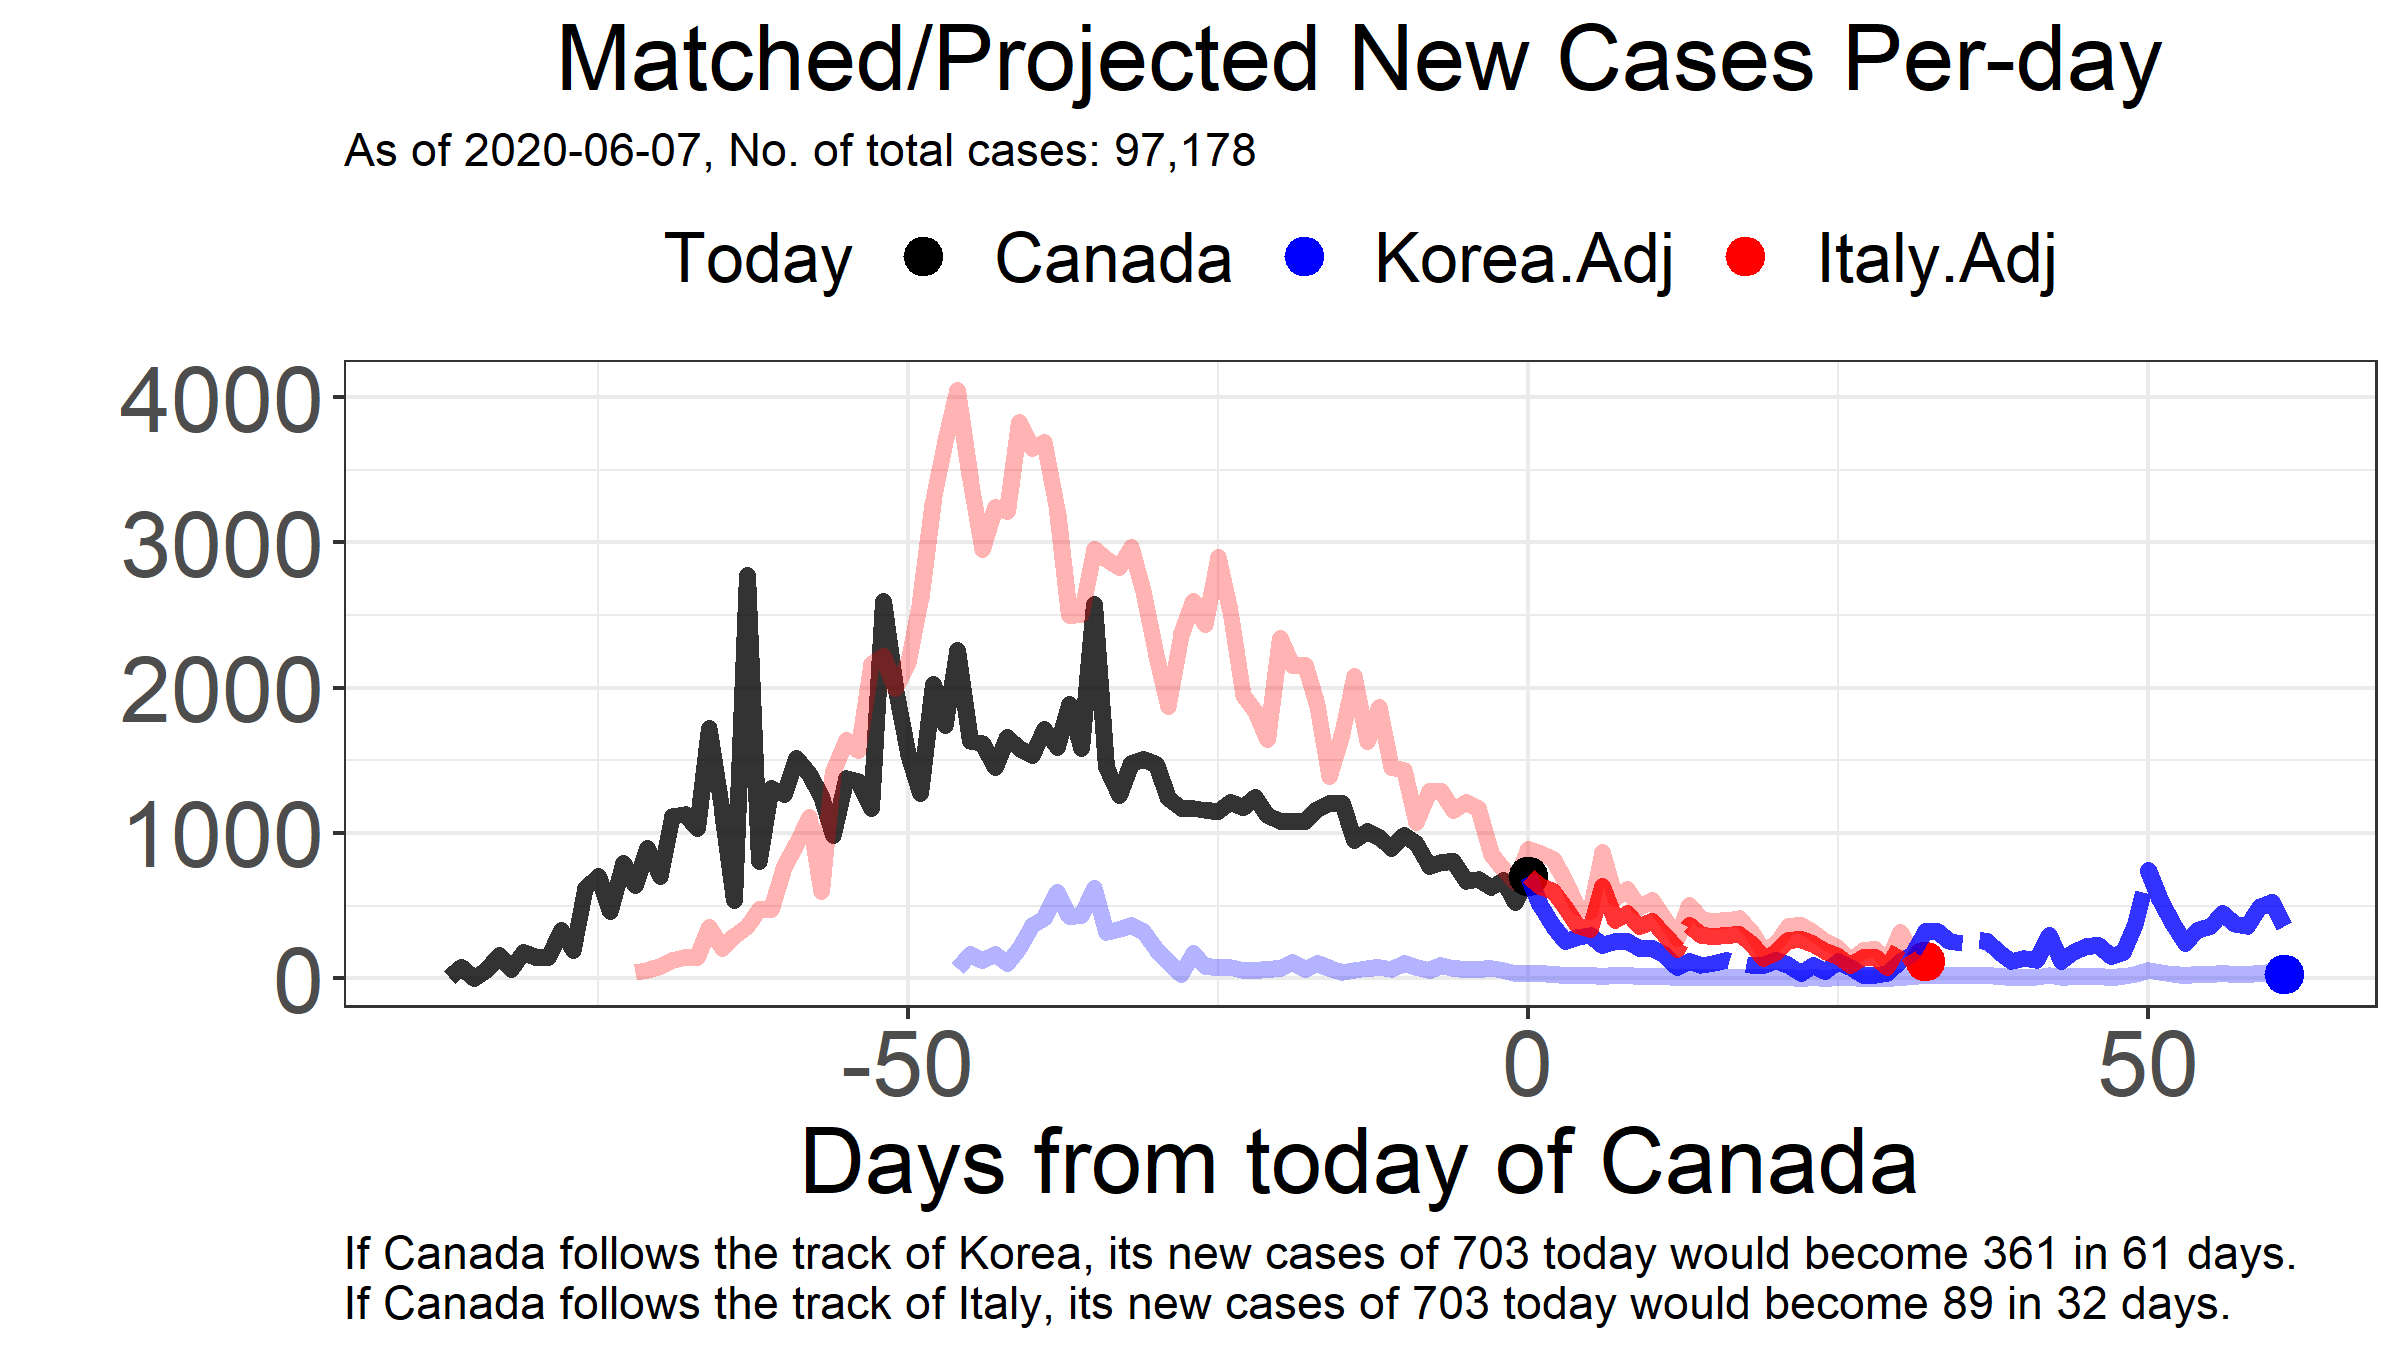 Matched/Projected New Cases Per-day
As of 2020-06-07, No. of total cases: 97,178
Today Canada Korea.Adj Italy.Adj
4000
3000
2000
1000
0
-50 0 50
Days from today of Canada
If Canada follows the track of Korea, its new cases of 703 today would become 361 in 61 days.
If Canada follows the track of Italy, its new cases of 703 today would become 89 in 32 days.